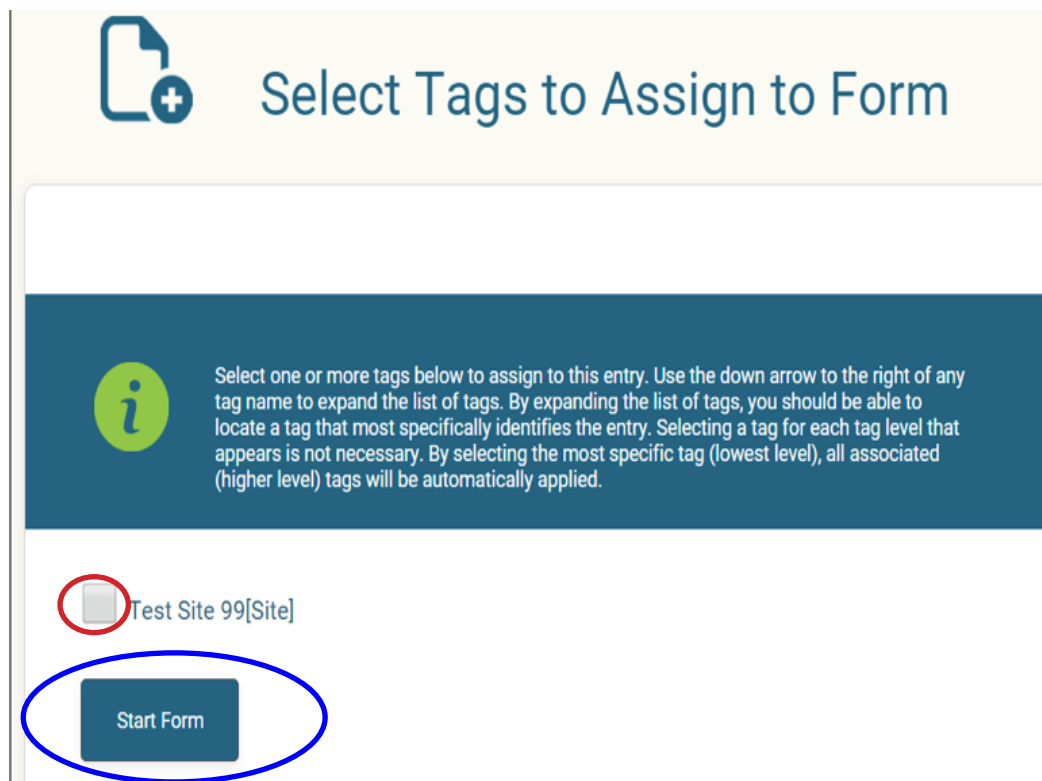 Select Tags to Assign to Form
Select one or more tags below to assign to this entry. Use the down arrow to the right of any
tag name to expand the list of tags. By expanding the list of tags, you should be able to
locate a tag that most specifically identifies the entry. Selecting a tag for each tag level that
appears is not necessary. By selecting the most specific tag (lowest level), all associated
(higher level) tags will be automatically applied.
Test Site 99[Site]
Start Form